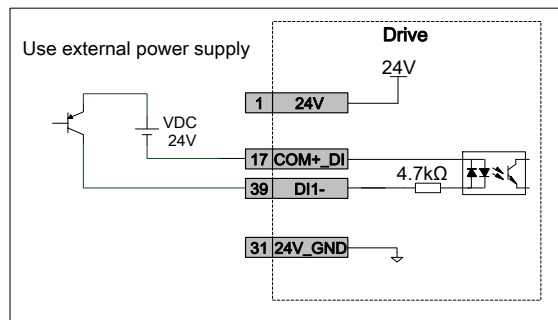 Drive
Use external power supply
24V
1 24V
VDC
24V
17 COM+_DI
4.7kΩ
39 DI1-
31 24V_GND